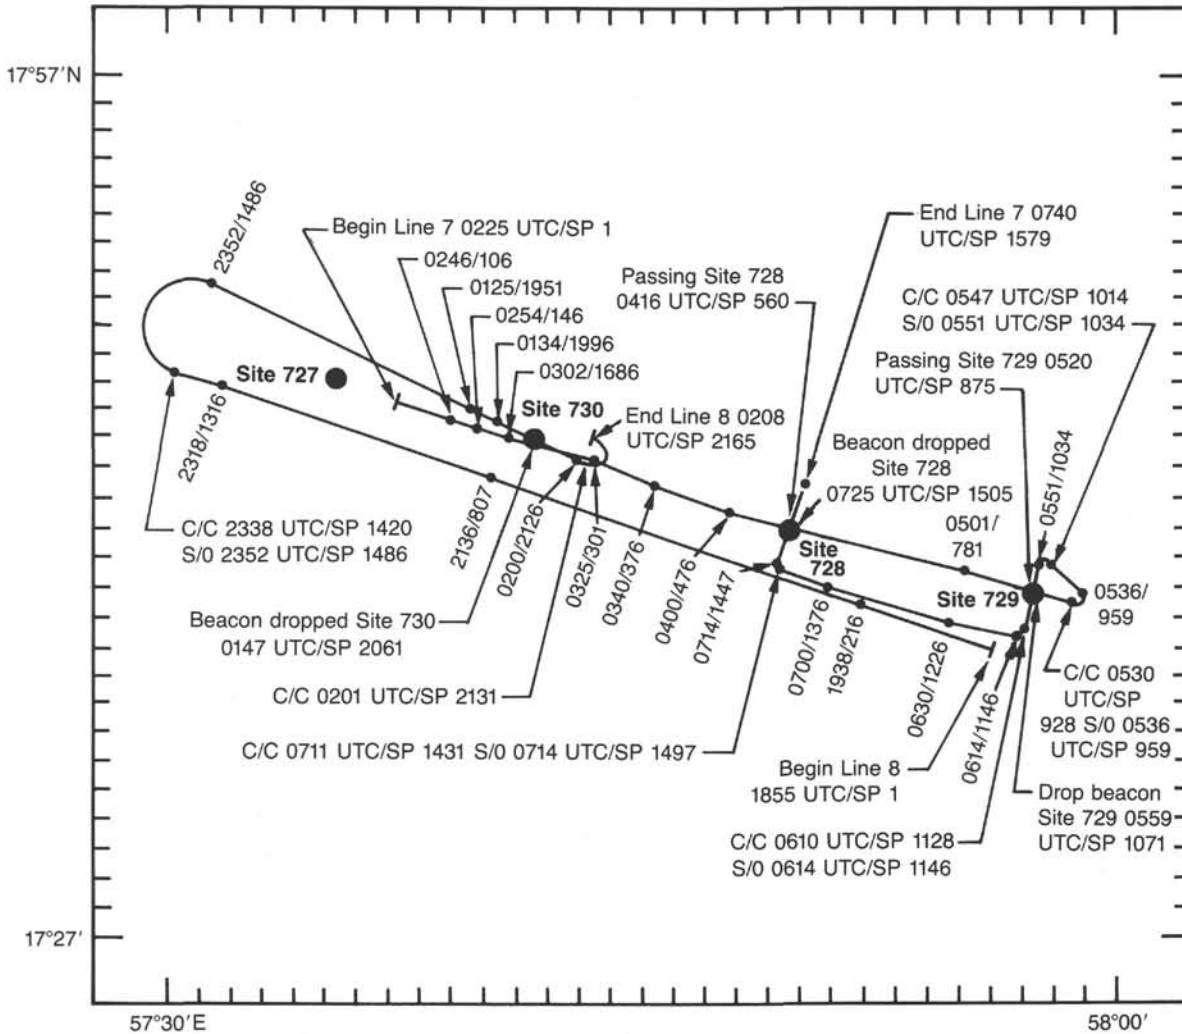 17°57′N
2352/1486
Begin Line 7 0225 UTC/SP 1
0246/106
0125/1951
0254/146
0134/1996
0302/1686
Site 727
Site 730
End Line 8 0208
UTC/SP 2165
Passing Site 728
0416 UTC/SP 560
End Line 7 0740
UTC/SP 1579
C/C 0547 UTC/SP 1014
S/0 0551 UTC/SP 1034
Passing Site 729 0520
UTC/SP 875
Beacon dropped
Site 728
0725 UTC/SP 1505
0501/
781
0551/1034
2318/1316
C/C 2338 UTC/SP 1420
S/0 2352 UTC/SP 1486
2136/807
0200/2126
0325/301
0340/376
0400/476
Site
728
Site 729
0536/
959
0714/1447
0700/1376
1938/216
0630/1226
0614/1146
Beacon dropped Site 730
0147 UTC/SP 2061
C/C 0201 UTC/SP 2131
C/C 0711 UTC/SP 1431 S/0 0714 UTC/SP 1497
C/C 0530
UTC/SP
928 S/0 0536
UTC/SP 959
Begin Line 8
1855 UTC/SP 1
Drop beacon
Site 729 0559
UTC/SP 1071
C/C 0610 UTC/SP 1128
S/0 0614 UTC/SP 1146
17°27′
57°30′E
58°00′